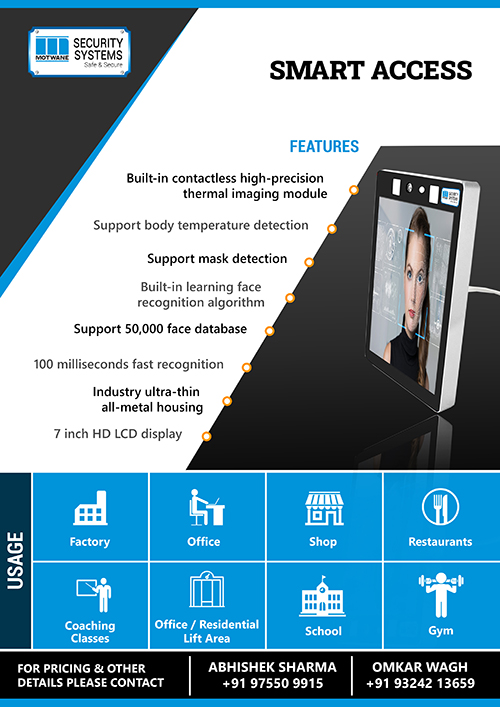 MOTWANE
SECURITY
SYSTEMS
Safe & Secure
SMART ACCESS
FEATURES
Built-in contactless high-precision
thermal imaging module
Support body temperature detection
Support mask detection
Built-in learning face
recognition algorithm
Support 50,000 face database
100 milliseconds fast recognition
Industry ultra-thin
all-metal housing
7 inch HD LCD display
USAGE
Factory
Office
Shop
Restaurants
Coaching
Classes
Office / Residential
Lift Area
School
Gym
FOR PRICING & OTHER
DETAILS PLEASE CONTACT
ABHISHEK SHARMA
+91 97550 9915
OMKAR WAGH
+91 93242 13659